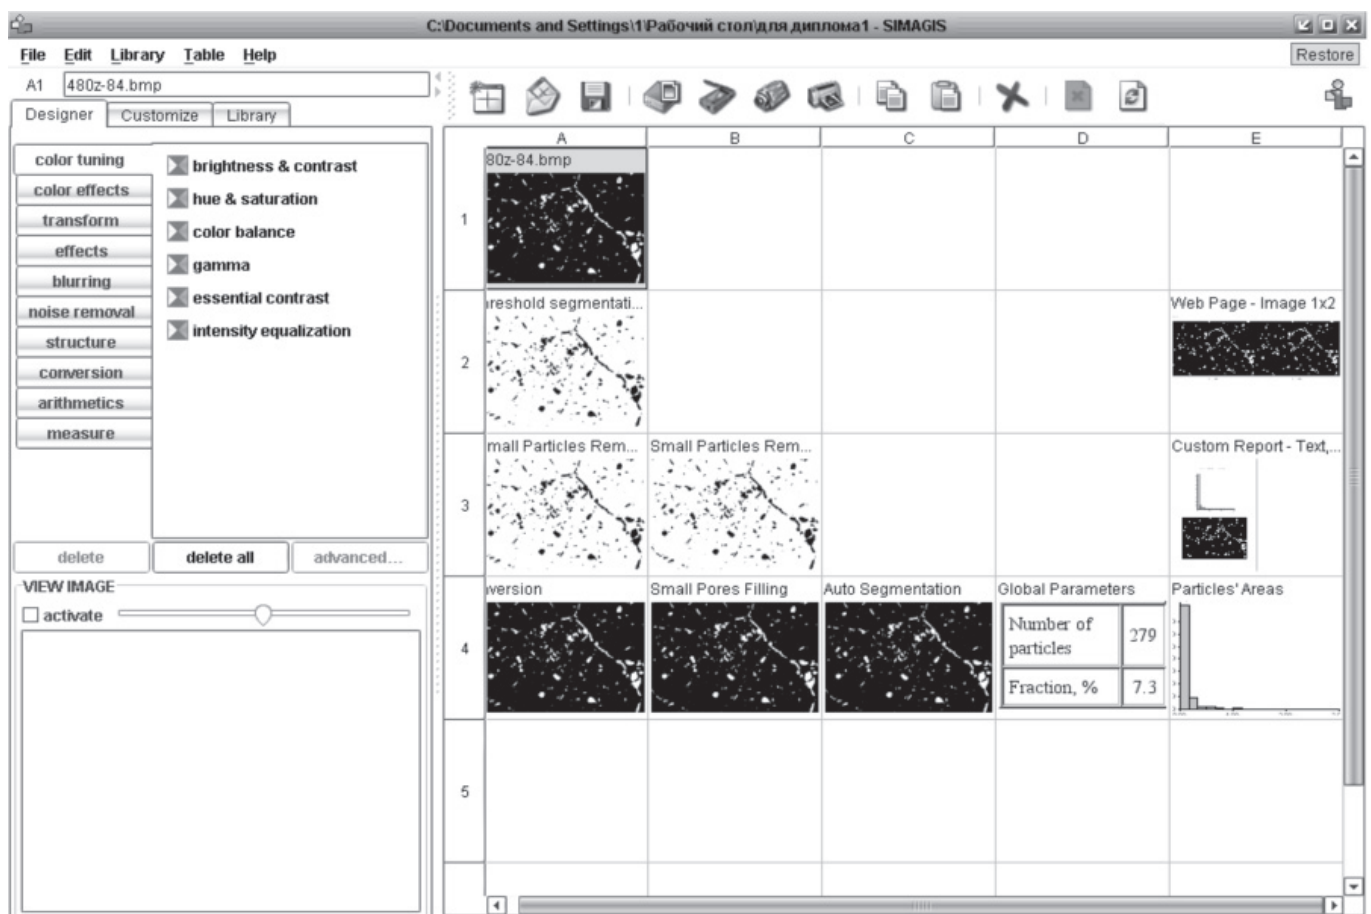 C:\Documents and Settings\1\Рабочий стол\для диплома1 - SIMAGIS
File Edit Library Table Help
Restore
A1 480z-84.bmp
Designer Customize Library
color tuning
color effects
transform
effects
blurring
noise removal
structure
conversion
arithmetics
measure
brightness & contrast
hue & saturation
color balance
gamma
essential contrast
intensity equalization
delete delete all advanced...
VIEW IMAGE
activate
A B C D E
1
80z-84.bmp
2
reshold segmentati...
Web Page - Image 1x2
3
mall Particles Rem... Small Particles Rem...
Custom Report - Text,...
4
version Small Pores Filling Auto Segmentation Global Parameters Particles' Areas
Number of particles 279
Fraction, % 7.3
5